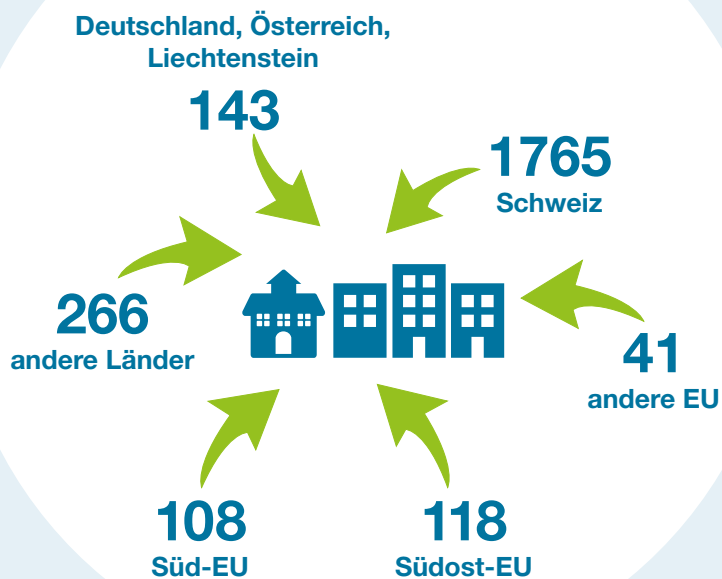 Deutschland, Österreich,
Liechtenstein
143
1765
Schweiz
266
andere Länder
41
andere EU
108
Süd-EU
118
Südost-EU